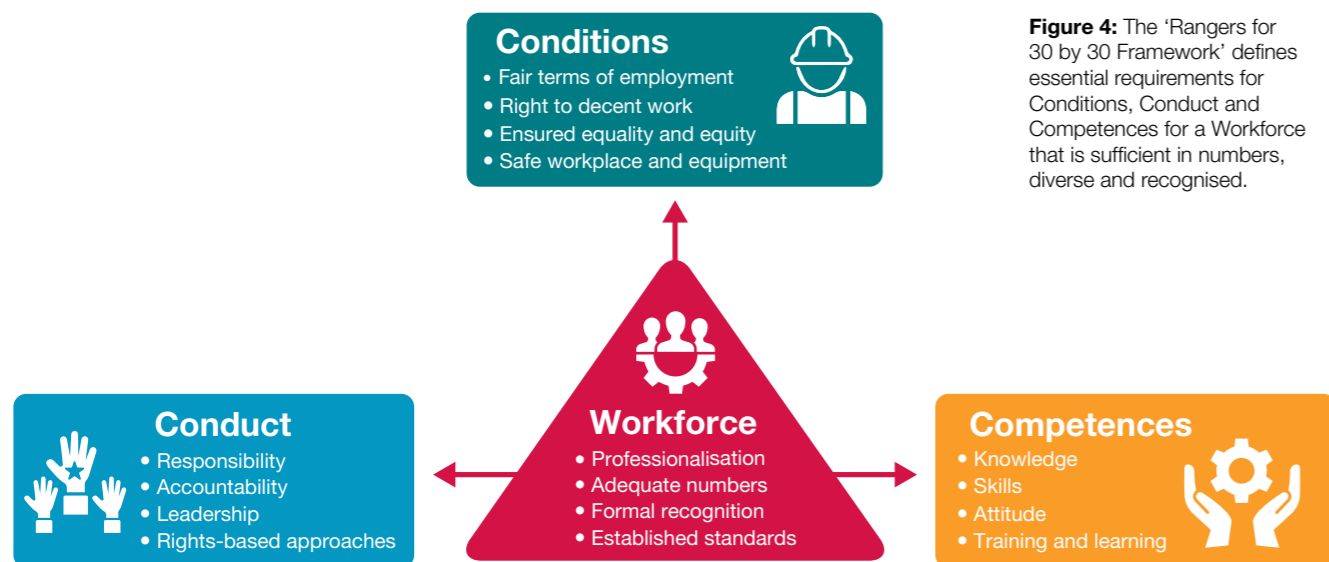 Conditions
• Fair terms of employment
• Right to decent work
• Ensured equality and equity
• Safe workplace and equipment
Figure 4: The ‘Rangers for
30 by 30 Framework’ defines
essential requirements for
Conditions, Conduct and
Competences for a Workforce
that is sufficient in numbers,
diverse and recognised.
Conduct
• Responsibility
• Accountability
• Leadership
• Rights-based approaches
Workforce
• Professionalisation
• Adequate numbers
• Formal recognition
• Established standards
Competences
• Knowledge
• Skills
• Attitude
• Training and learning